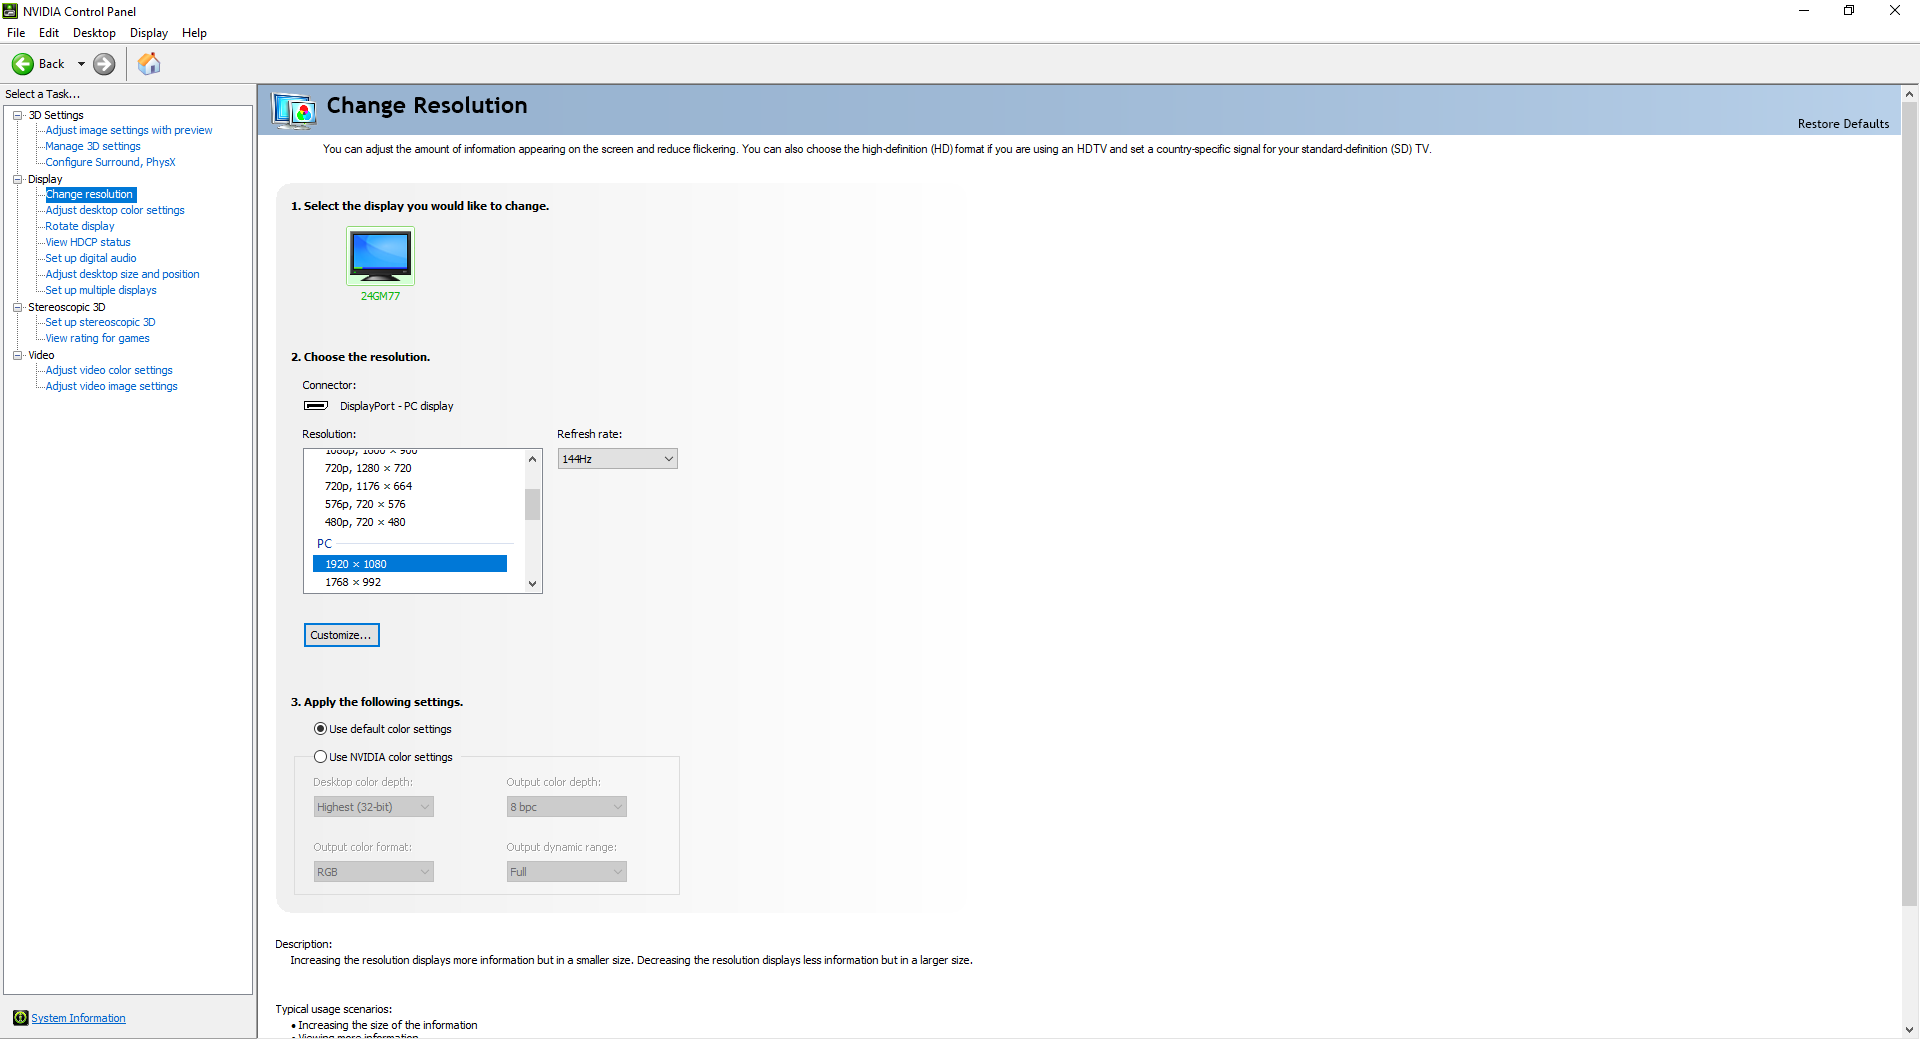 NVIDIA Control Panel
File Edit Desktop Display Help
Back
Select a Task...
3D Settings
Adjust image settings with preview
Manage 3D settings
Configure Surround, PhysX
Display
Change resolution
Adjust desktop color settings
Rotate display
View HDCP status
Set up digital audio
Adjust desktop size and position
Set up multiple displays
Stereoscopic 3D
Set up stereoscopic 3D
View rating for games
Video
Adjust video color settings
Adjust video image settings
System Information
Change Resolution
Restore Defaults
You can adjust the amount of information appearing on the screen and reduce flickering. You can also choose the high-definition (HD) format if you are using an HDTV and set a country-specific signal for your standard-definition (SD) TV.
1. Select the display you would like to change.
24GM77
2. Choose the resolution.
Connector:
DisplayPort - PC display
Resolution:
Refresh rate:
1080p, 1600 × 900
144Hz
720p, 1280 × 720
720p, 1176 × 664
576p, 720 × 576
480p, 720 × 480
PC
1920 × 1080
1768 × 992
Customize...
3. Apply the following settings.
Use default color settings
Use NVIDIA color settings
Desktop color depth:
Output color depth:
Highest (32-bit)
8 bpc
Output color format:
Output dynamic range:
RGB
Full
Description:
Increasing the resolution displays more information but in a smaller size. Decreasing the resolution displays less information but in a larger size.
Typical usage scenarios:
• Increasing the size of the information
• Viewing more information